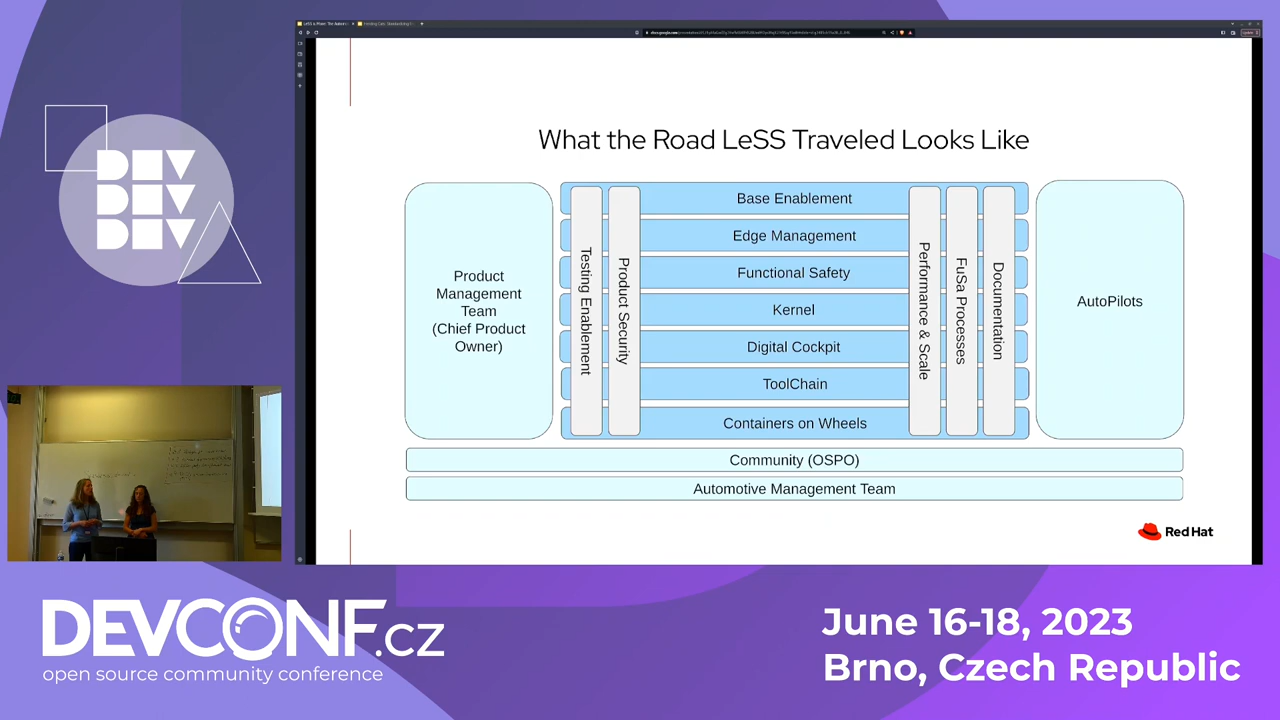 DEV
DEV
DEV
What the Road LeSS Traveled Looks Like
Product
Management
Team
(Chief Product
Owner)
Testing Enablement
Product Security
Base Enablement
Edge Management
Functional Safety
Kernel
Digital Cockpit
ToolChain
Containers on Wheels
Performance & Scale
FuSa Processes
Documentation
AutoPilots
Community (OSPO)
Automotive Management Team
Red Hat
DEVCONF.cz
open source community conference
June 16-18, 2023
Brno, Czech Republic